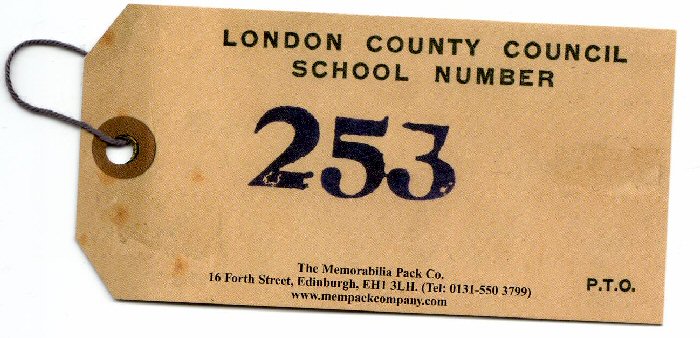 LONDON COUNTY COUNCIL
SCHOOL NUMBER
253
The Memorabilia Pack Co.
16 Forth Street, Edinburgh, EH1 3LH. (Tel: 0131-550 3799)
www.mempackcompany.com
P.T.O.